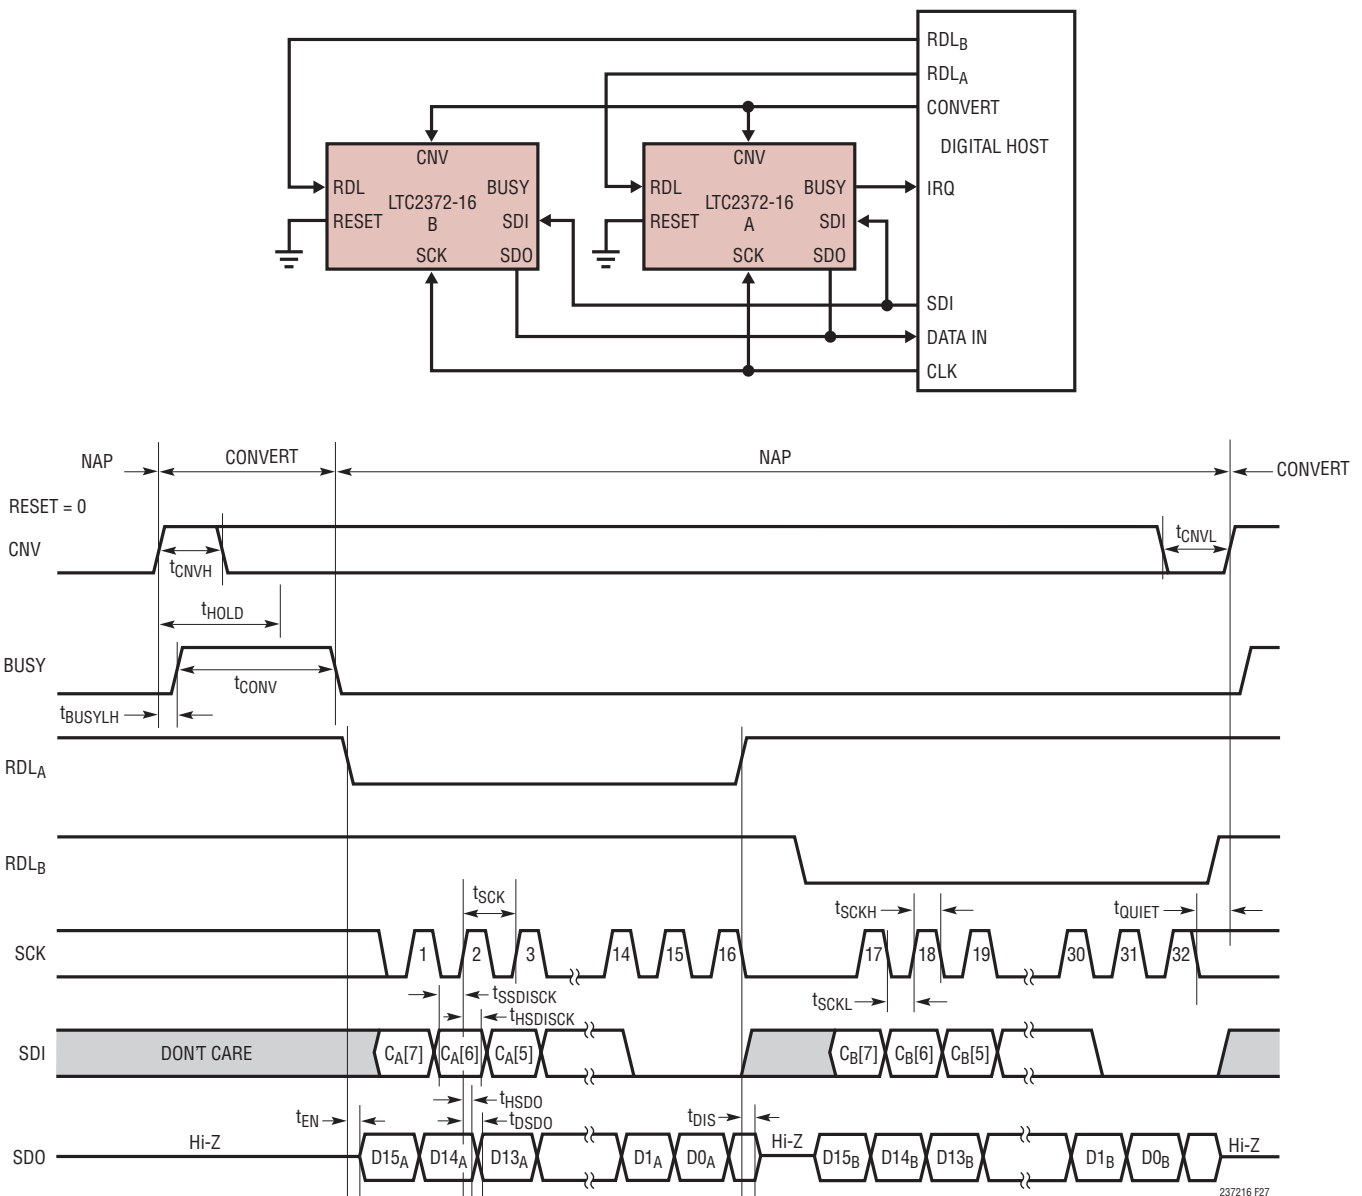 RDLB
RDLA
CONVERT
DIGITAL HOST
CNV
RDL
BUSY
LTC2372-16
RESET
B
SDI
SCK
SDO
CNV
RDL
BUSY
LTC2372-16
RESET
A
SDI
SCK
SDO
IRQ
SDI
DATA IN
CLK
NAP
CONVERT
NAP
CONVERT
RESET = 0
CNV
tCNVH
tCNVL
tHOLD
BUSY
tCONV
tBUSYLH
RDLA
RDLB
tSCK
tSCKH
tQUIET
SCK
1 2 3 14 15 16 17 18 19 30 31 32
tSSDISCK
tSCKL
tHSDISCK
SDI
DON'T CARE
CA[7] CA[6] CA[5] CB[7] CB[6] CB[5]
tHSDO
tEN
tDSDO
tDIS
SDO
Hi-Z
D15A D14A D13A D1A D0A
Hi-Z
D15B D14B D13B D1B D0B
Hi-Z
237216 F27